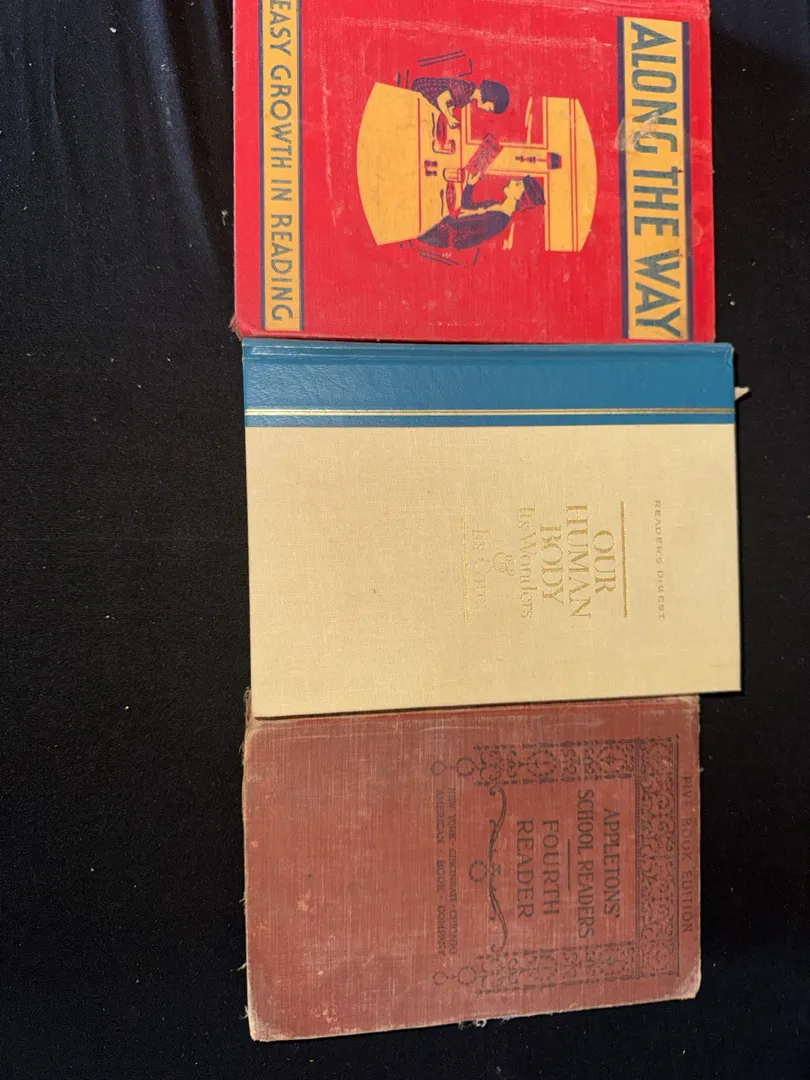 ALONG THE WAY
EASY GROWTH IN READING
READER'S DIGEST
OUR
HUMAN
BODY
Its Wonders
&
Its Care
FIVE BOOK EDITION
APPLETONS'
SCHOOL READERS
FOURTH
READER
NEW YORK · CINCINNATI · CHICAGO
AMERICAN · BOOK · COMPANY